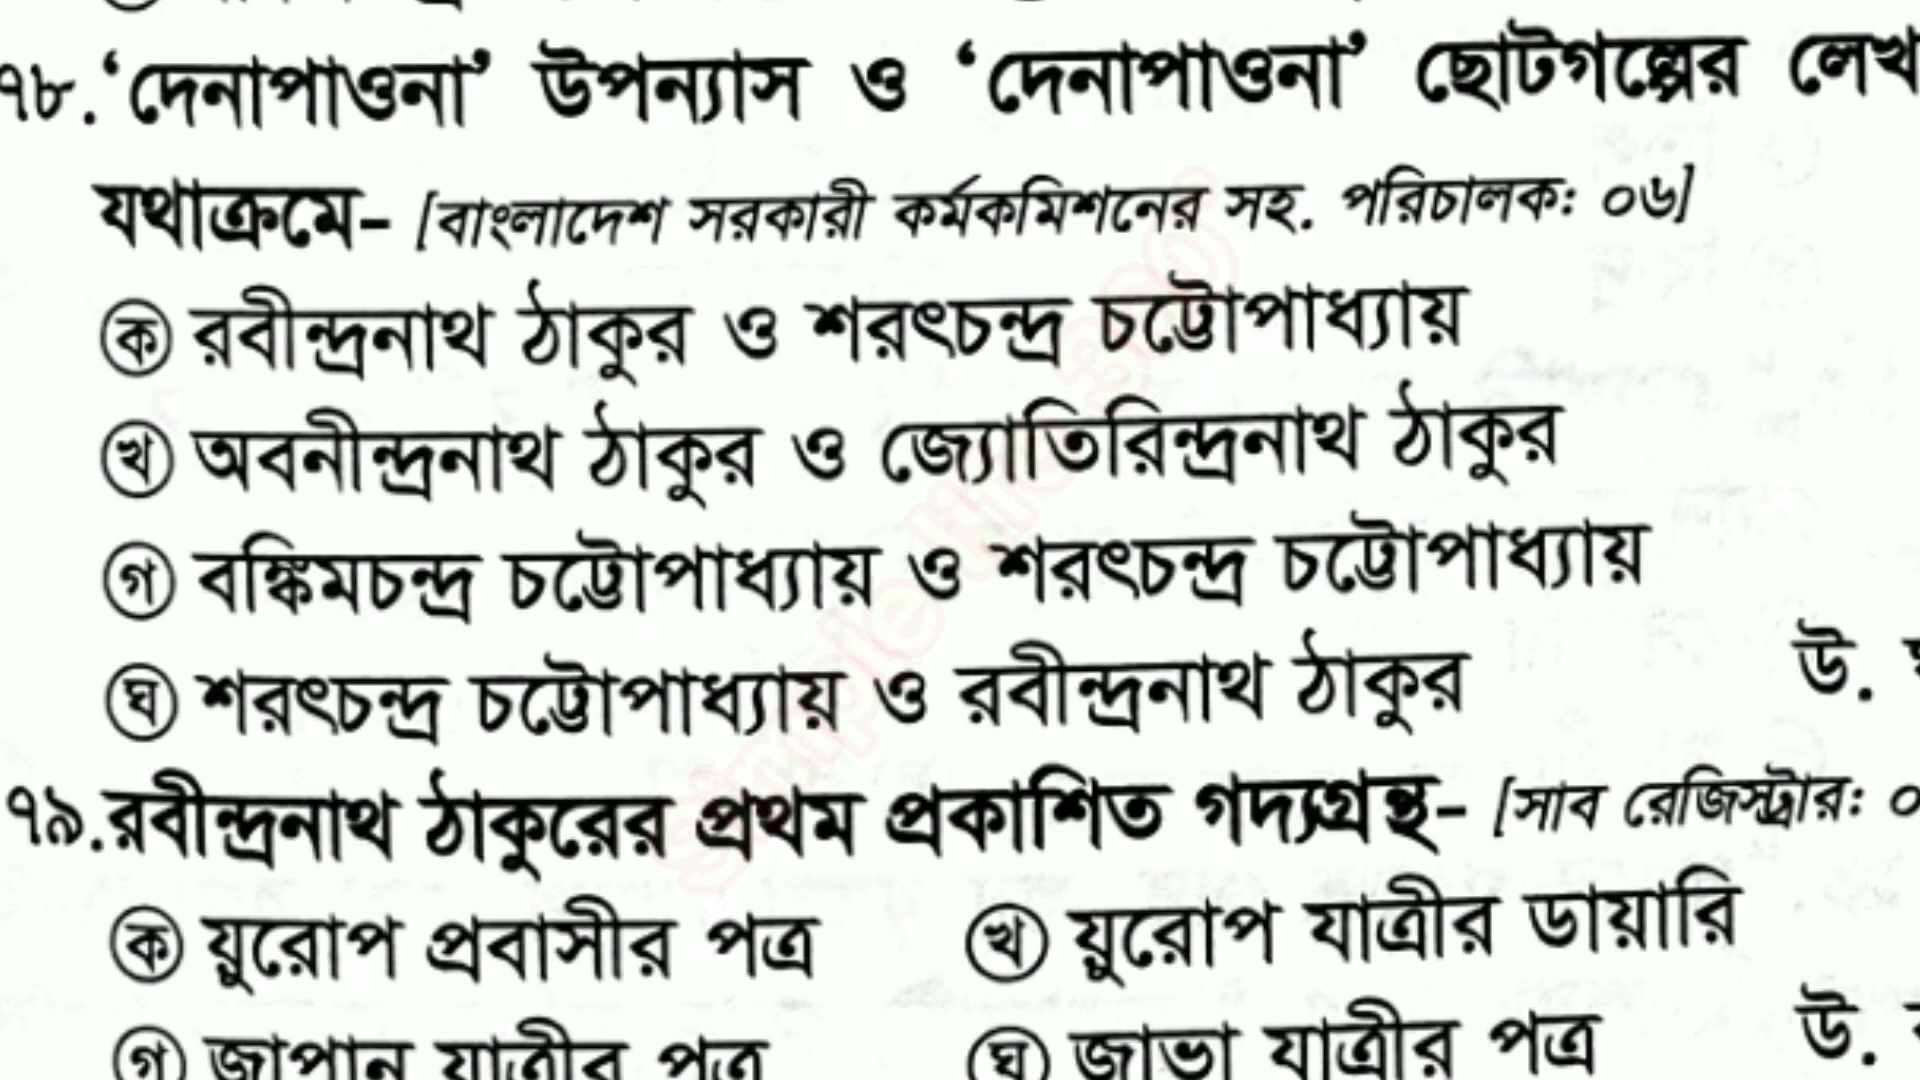 ৭৮.‘দেনাপাওনা’ উপন্যাস ও ‘দেনাপাওনা’ ছোটগল্পের লেখ
যথাক্রমে- [বাংলাদেশ সরকারী কর্মকমিশনের সহ. পরিচালক: ০৬]
ক রবীন্দ্রনাথ ঠাকুর ও শরৎচন্দ্র চট্টোপাধ্যায়
খ অবনীন্দ্রনাথ ঠাকুর ও জ্যোতিরিন্দ্রনাথ ঠাকুর
গ বঙ্কিমচন্দ্র চট্টোপাধ্যায় ও শরৎচন্দ্র চট্টোপাধ্যায়
ঘ শরৎচন্দ্র চট্টোপাধ্যায় ও রবীন্দ্রনাথ ঠাকুর উ.
৭৯.রবীন্দ্রনাথ ঠাকুরের প্রথম প্রকাশিত গদ্যগ্রন্থ- [সাব রেজিস্ট্রার: ০
ক য়ুরোপ প্রবাসীর পত্র খ য়ুরোপ যাত্রীর ডায়ারি
গ জাপান যাত্রীর পত্র ঘ জাভা যাত্রীর পত্র উ.